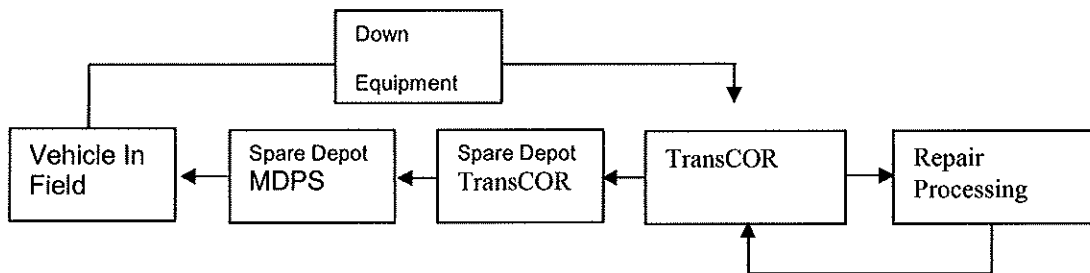 Down
Equipment
Vehicle In
Field
Spare Depot
MDPS
Spare Depot
TransCOR
TransCOR
Repair
Processing